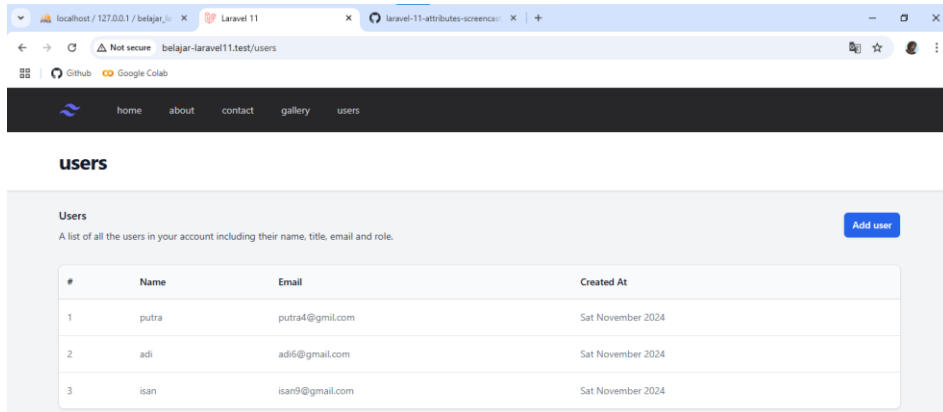 localhost / 127.0.0.1 / belajar_la
Laravel 11
laravel-11-attributes-screencast
Not secure belajar-laravel11.test/users
Github Google Colab
home about contact gallery users
users
Users
Add user
A list of all the users in your account including their name, title, email and role.
# Name Email Created At
1 putra putra4@gmil.com Sat November 2024
2 adi adi6@gmail.com Sat November 2024
3 isan isan9@gmail.com Sat November 2024